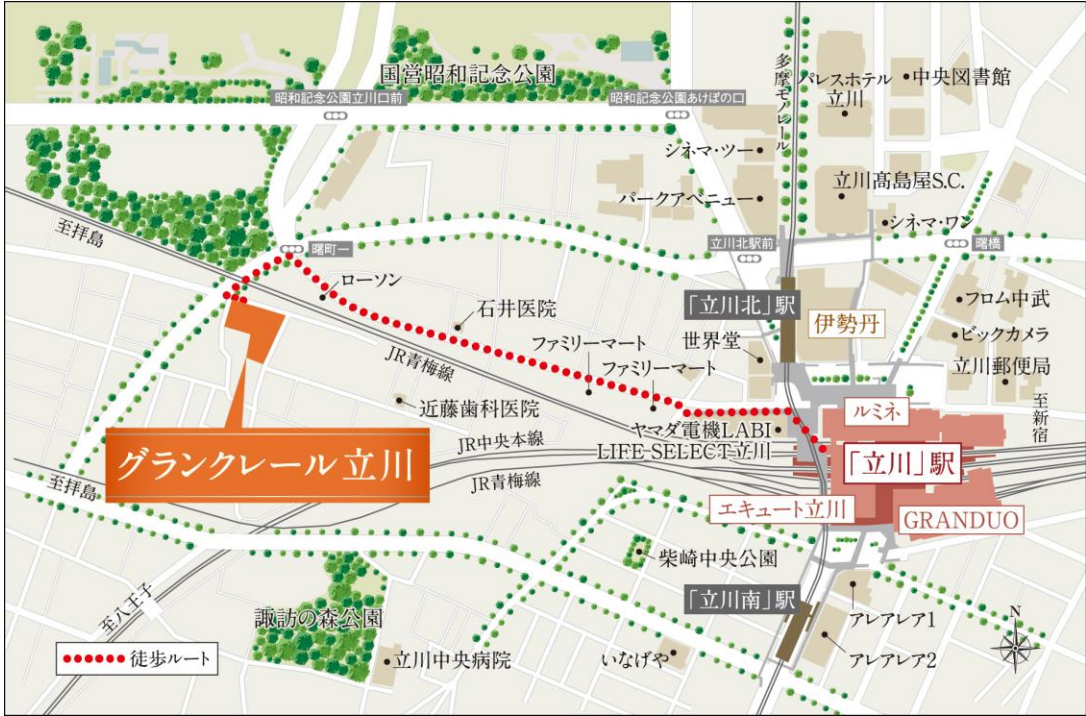 国営昭和記念公園
昭和記念公園立川口前
昭和記念公園あけぼの口
多摩モノレール
パレスホテル
立川
中央図書館
シネマ・ツー
パークアベニュー
立川髙島屋S.C.
シネマ・ワン
立川北駅前
曙橋
至拝島
曙町一
ローソン
石井医院
「立川北」駅
伊勢丹
フロム中武
ビックカメラ
立川郵便局
世界堂
ファミリーマート
ファミリーマート
JR青梅線
近藤歯科医院
ルミネ
至新宿
ヤマダ電機LABI
LIFE SELECT立川
「立川」駅
グランクレール立川
JR中央本線
JR青梅線
至拝島
エキュート立川
GRANDUO
柴崎中央公園
「立川南」駅
至八王子
諏訪の森公園
アレアレア1
アレアレア2
立川中央病院
いなげや
徒歩ルート
N